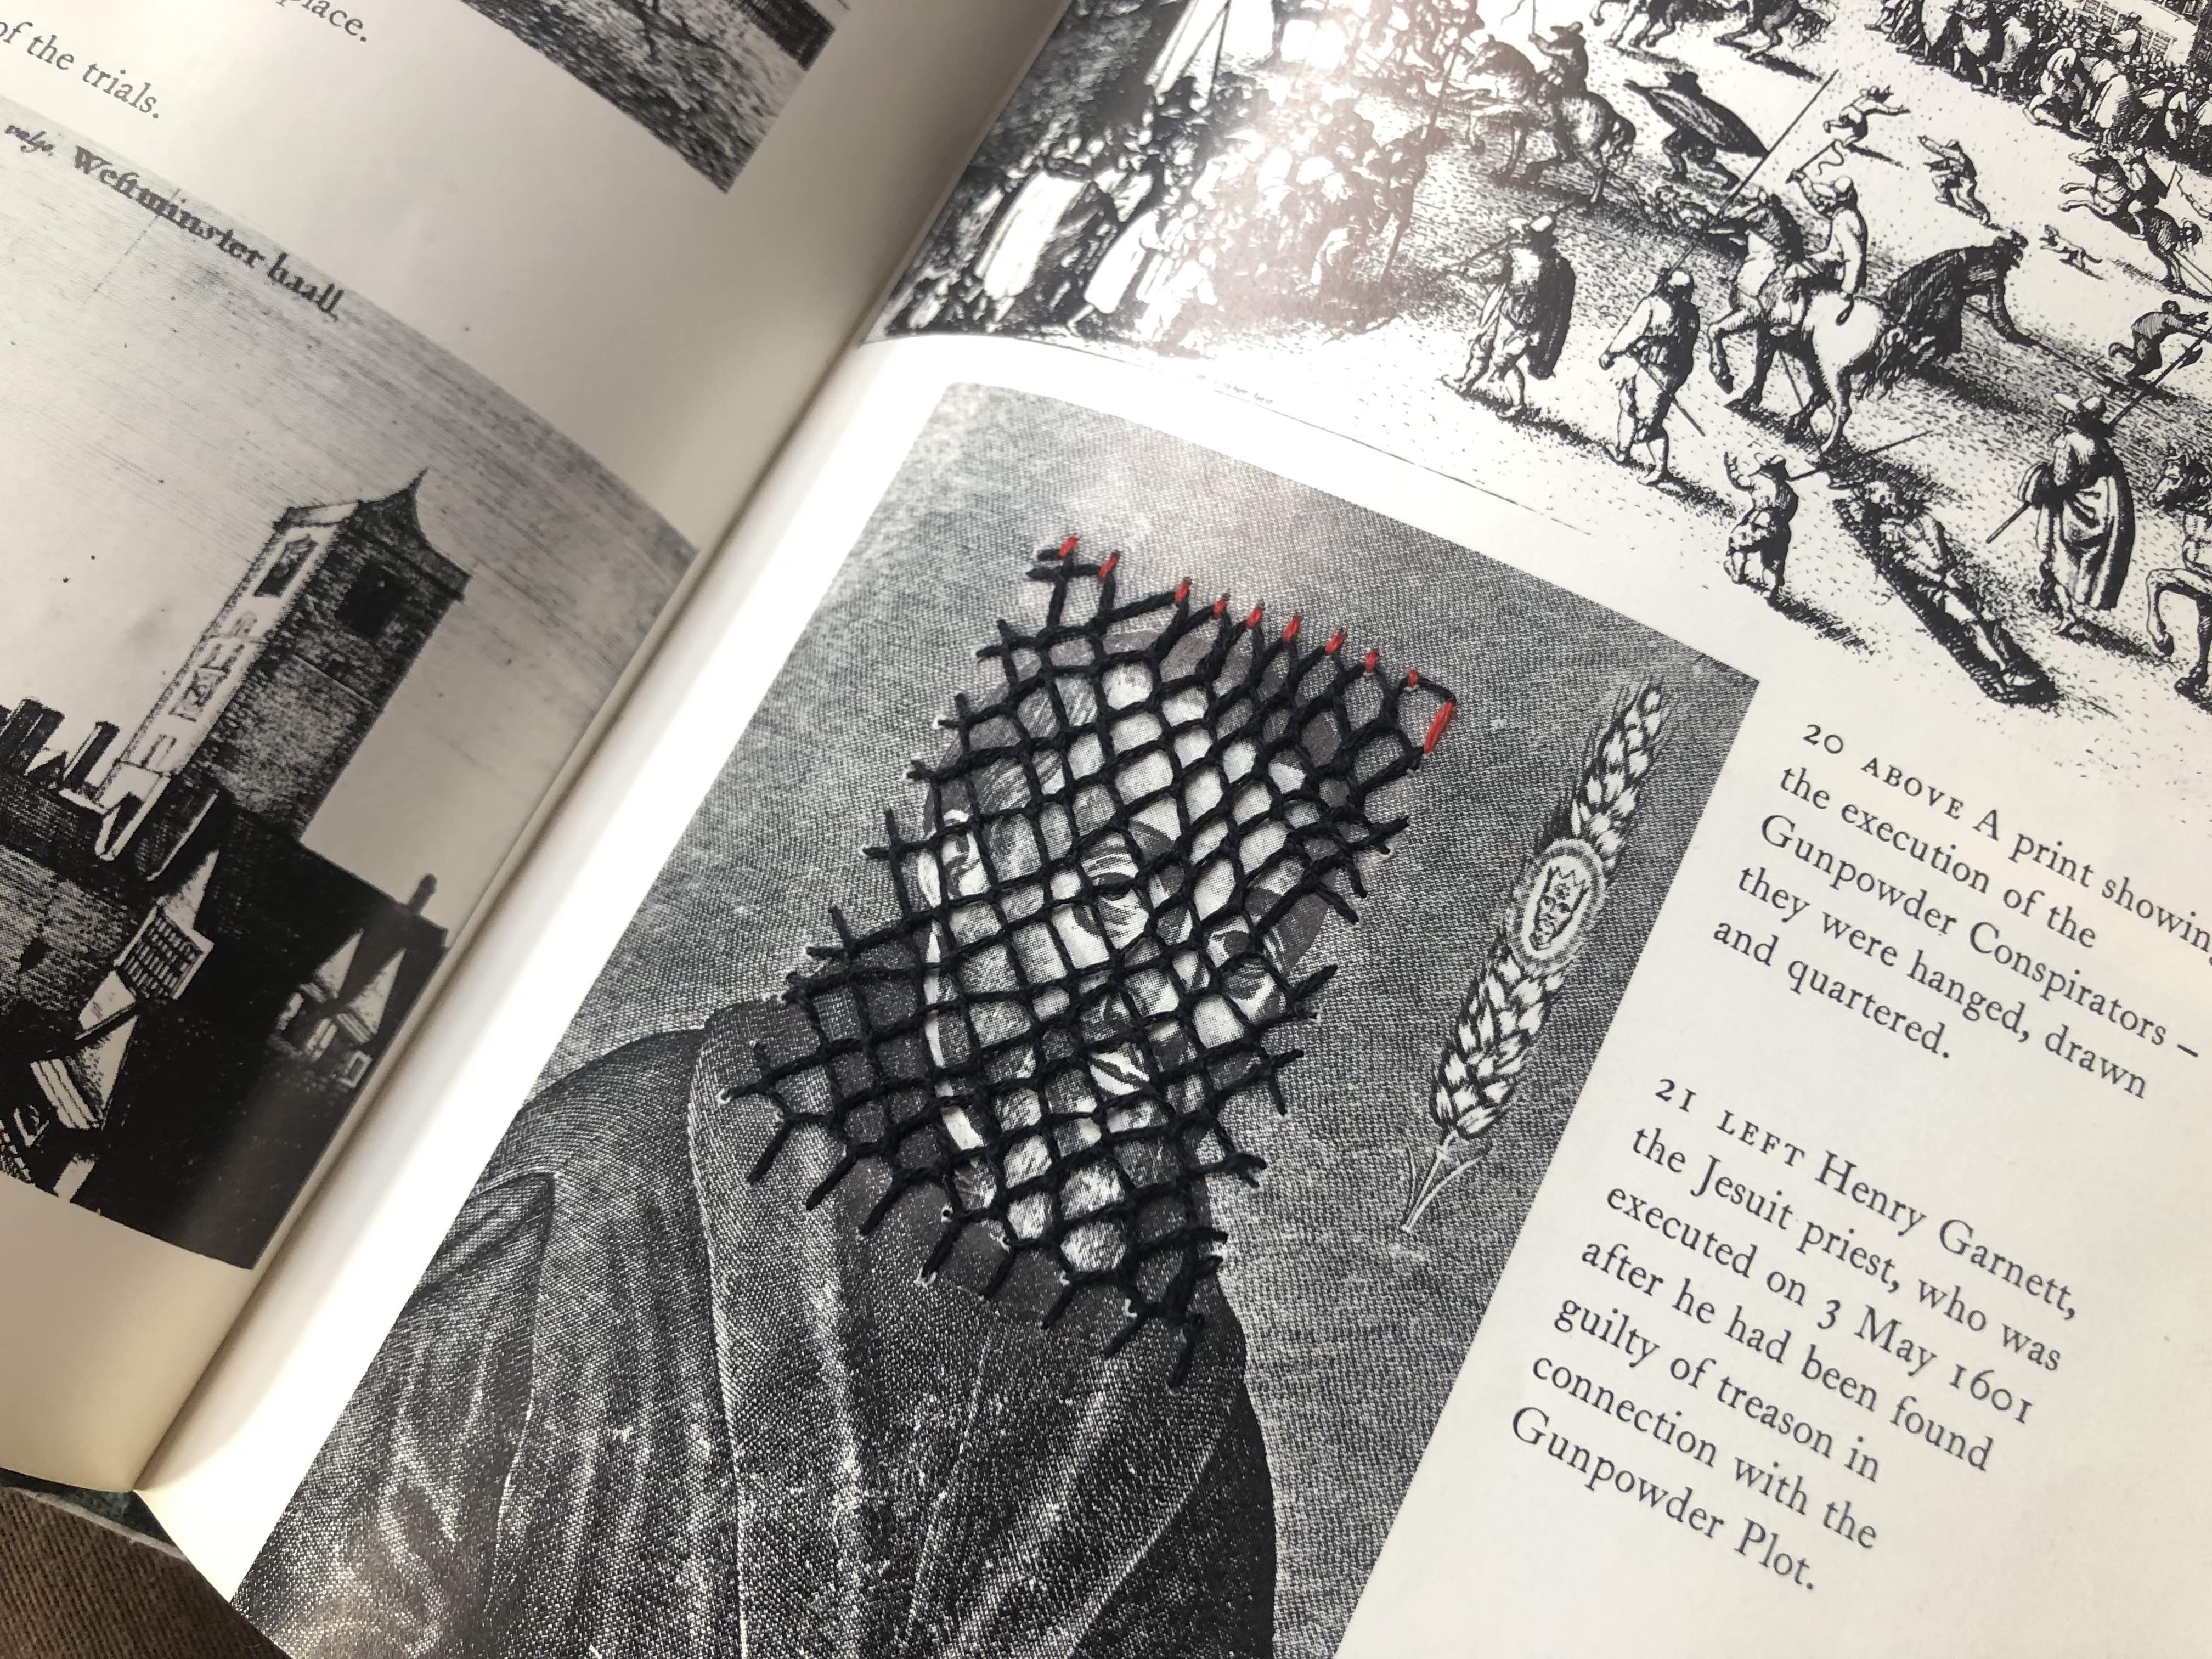 place.
of the trials.
Westminster haall.
20 ABOVE A print showing
the execution of the
Gunpowder Conspirators –
they were hanged, drawn
and quartered.
21 LEFT Henry Garnett,
the Jesuit priest, who was
executed on 3 May 1601
after he had been found
guilty of treason in
connection with the
Gunpowder Plot.